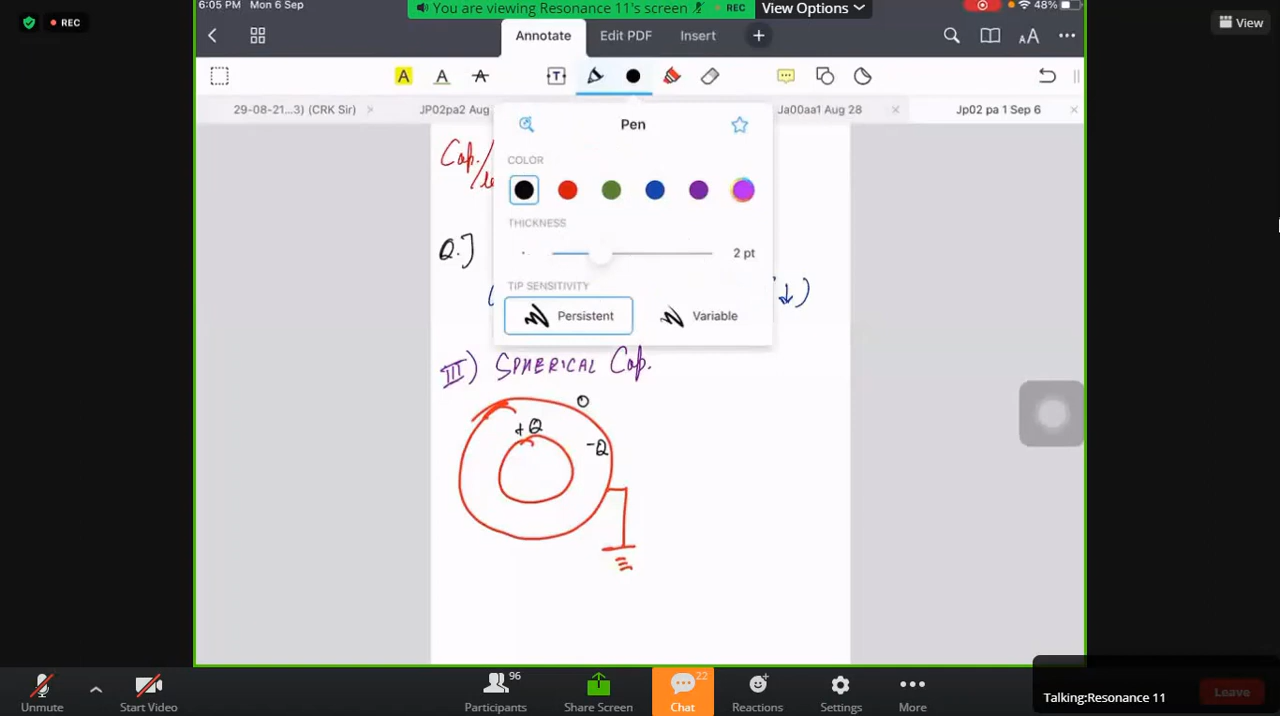 6:05 PM Mon 6 Sep
You are viewing Resonance 11's screen
REC
View Options
48%
REC
View
Annotate
Edit PDF
Insert
+
AA
A
A
A
T
29-08-21...3) (CRK Sir)
JP02pa2 Aug
Ja00aa1 Aug 28
Jp02 pa 1 Sep 6
Pen
COLOR
THICKNESS
2 pt
TIP SENSITIVITY
Persistent
Variable
Cap./
Q.]
(
↓)
III) SPHERICAL Cap.
0
+Q
-Q
Unmute
Start Video
96
Participants
Share Screen
22
Chat
Reactions
Settings
More
Talking:Resonance 11
Leave